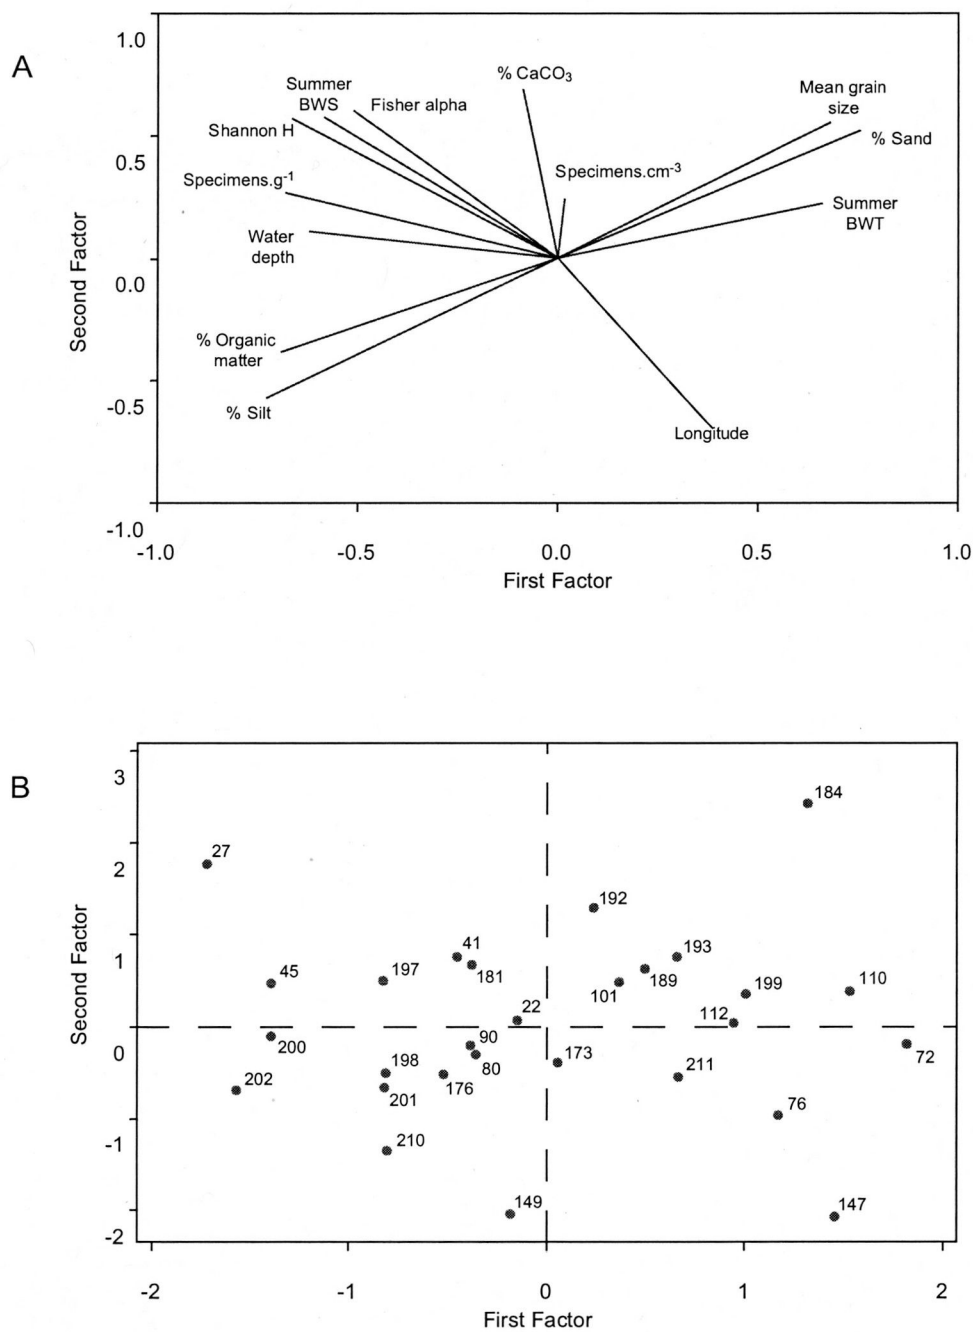 A
1.0
0.5
0.0
-0.5
-1.0
Second Factor
Summer
BWS
Fisher alpha
Shannon H
Specimens.g-1
Water
depth
% Organic
matter
% Silt
% CaCO3
Specimens.cm-3
Mean grain
size
% Sand
Summer
BWT
Longitude
-1.0
-0.5
0.0
0.5
1.0
First Factor
B
3
2
1
0
-1
-2
Second Factor
184
27
192
41
193
181
197
45
189
101
199
110
22
112
90
200
173
72
198
80
211
202
176
201
76
210
149
147
-2
-1
0
1
2
First Factor